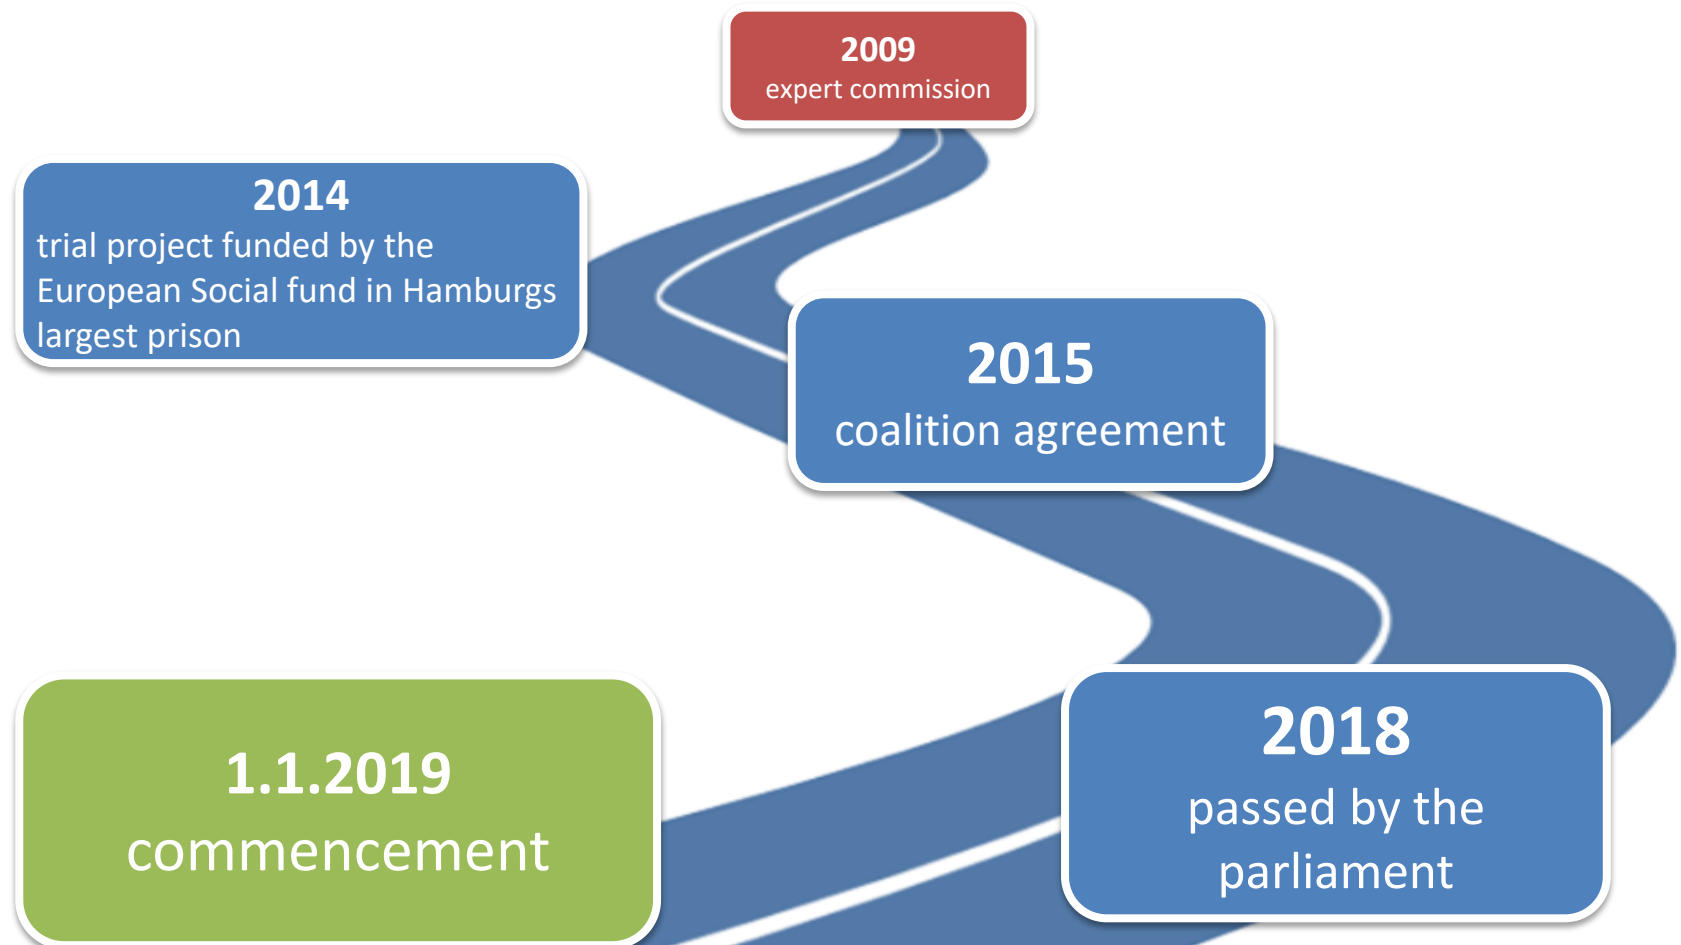 2009
expert commission
2014
trial project funded by the
European Social fund in Hamburgs
largest prison
2015
coalition agreement
2018
passed by the
parliament
1.1.2019
commencement